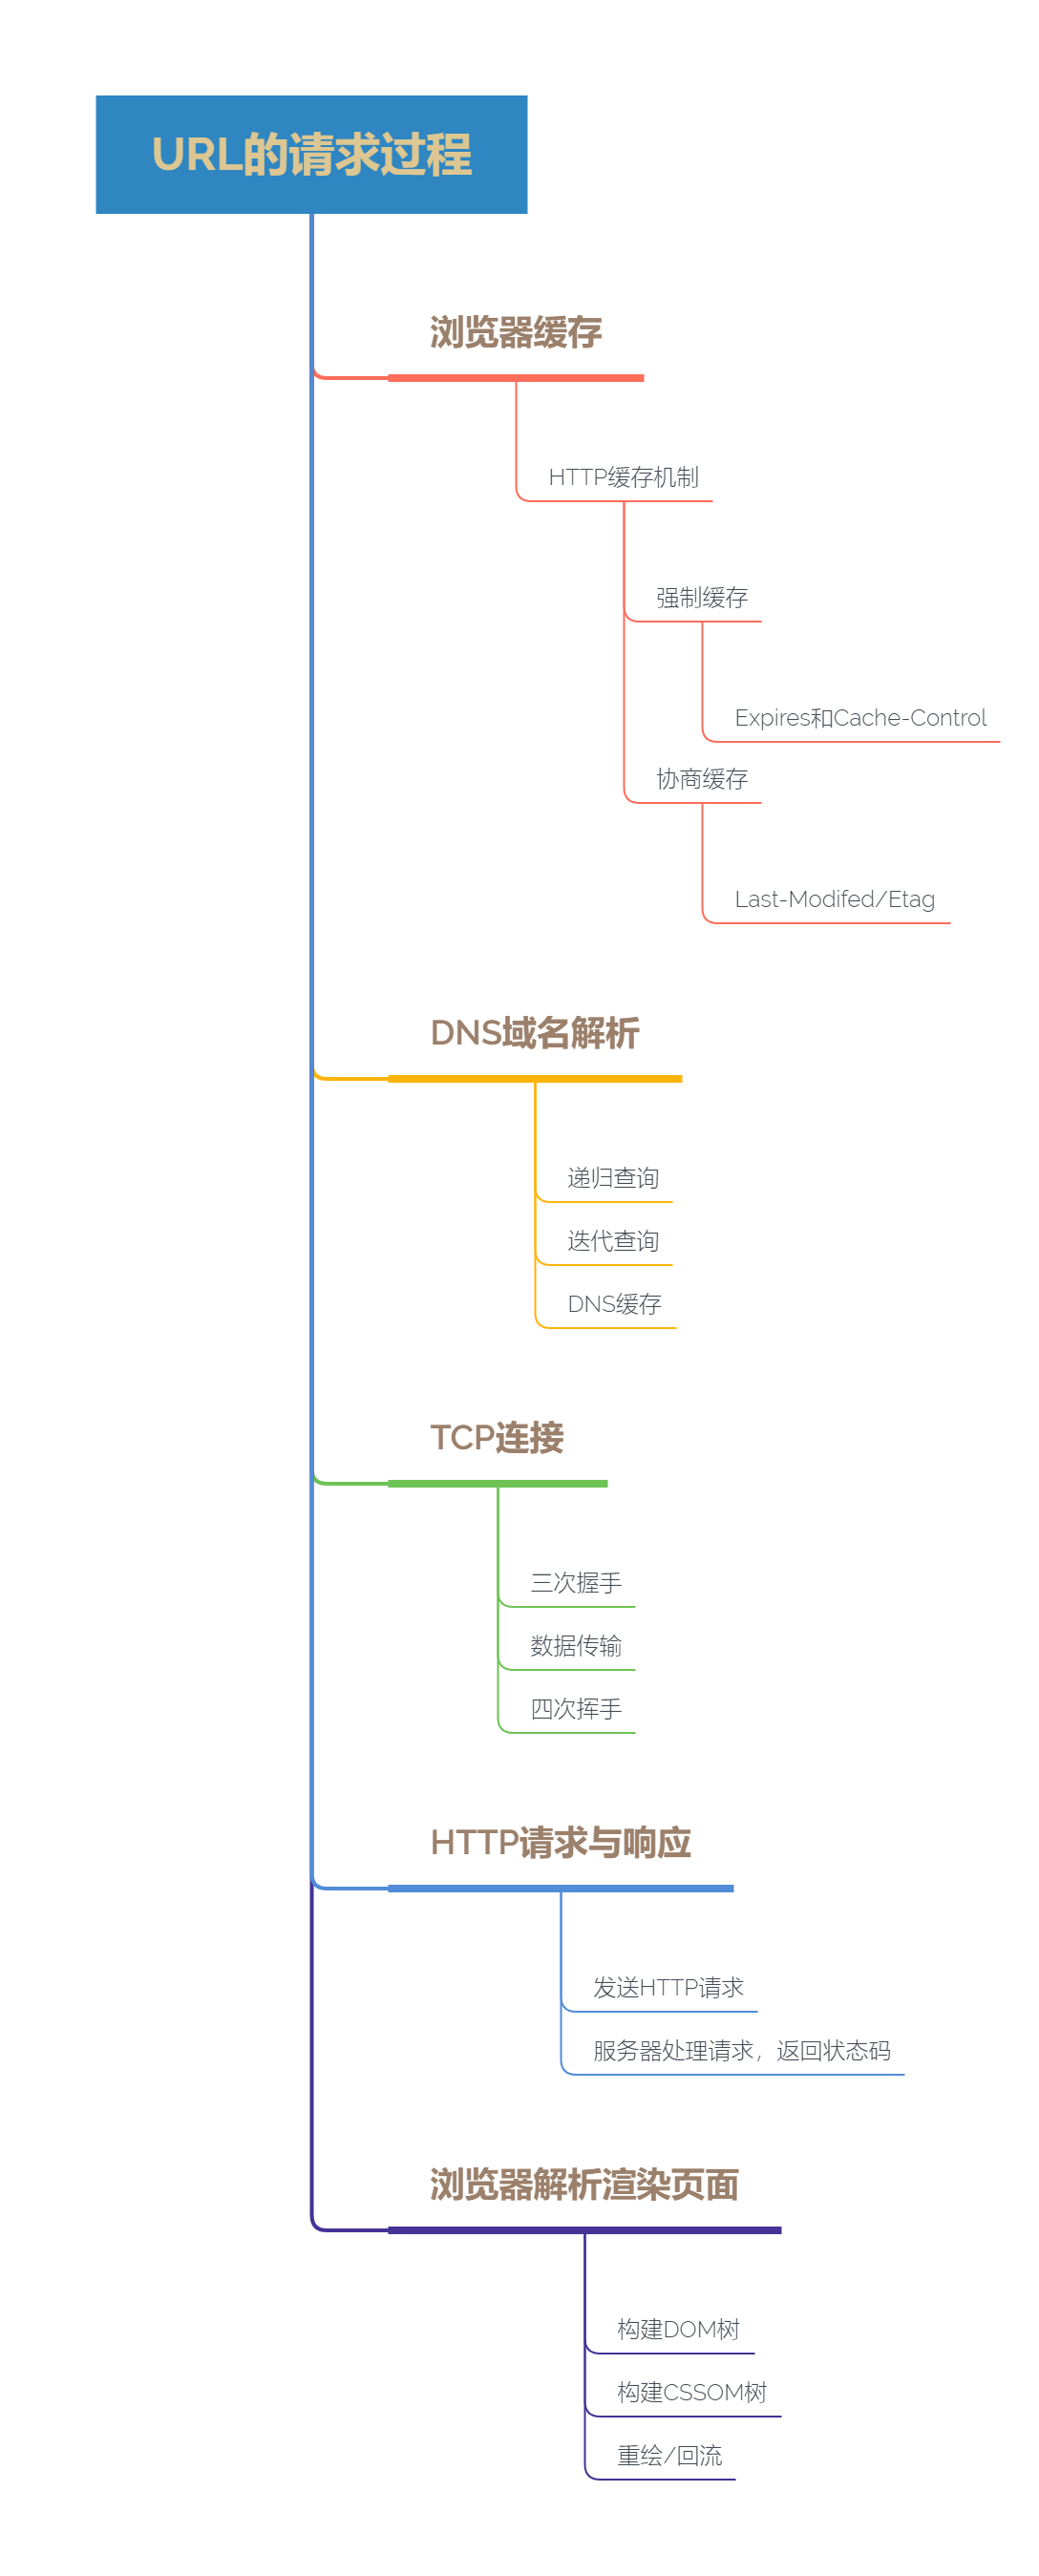 URL的请求过程
浏览器缓存
HTTP缓存机制
强制缓存
Expires和Cache-Control
协商缓存
Last-Modifed/Etag
DNS域名解析
递归查询
迭代查询
DNS缓存
TCP连接
三次握手
数据传输
四次挥手
HTTP请求与响应
发送HTTP请求
服务器处理请求，返回状态码
浏览器解析渲染页面
构建DOM树
构建CSSOM树
重绘/回流